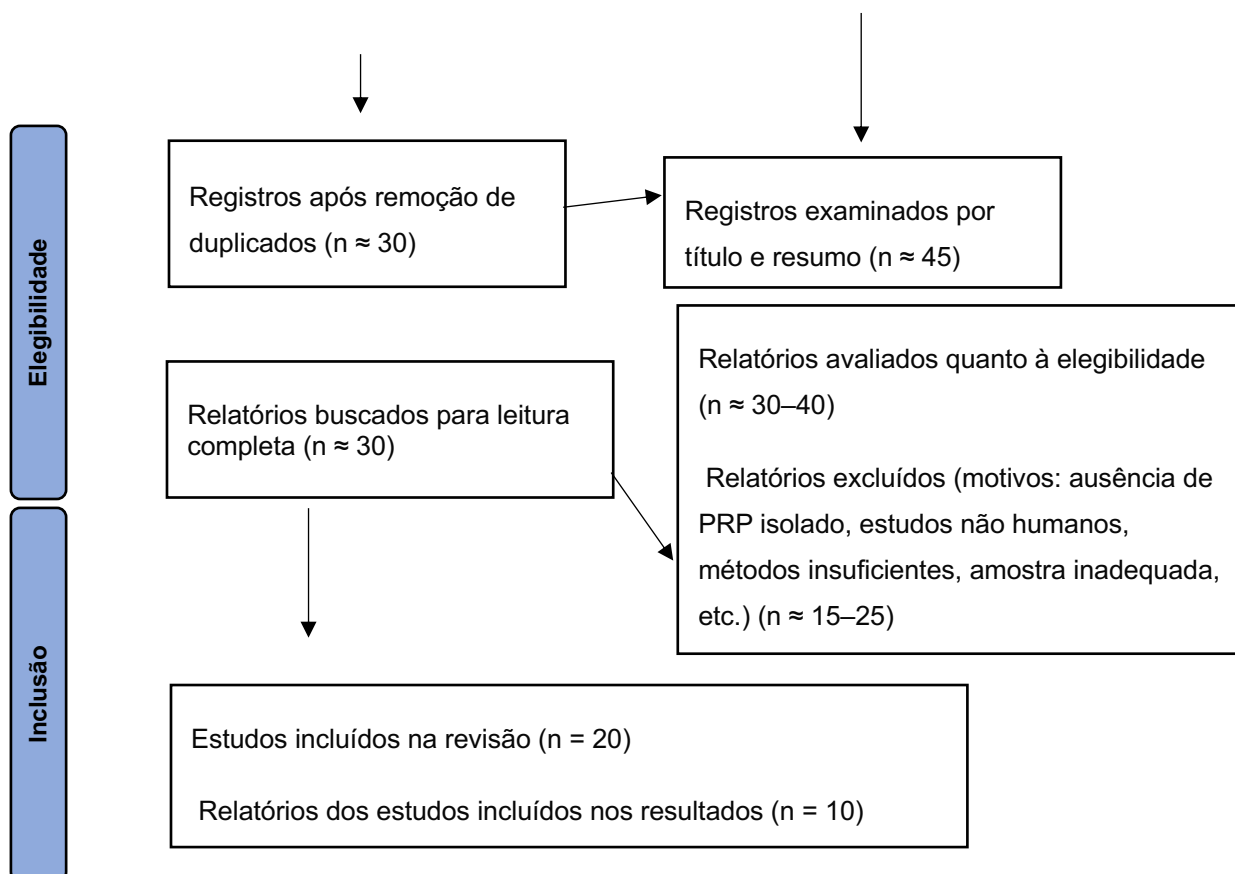 Elegibilidade
Registros após remoção de
duplicados (n ≈ 30)
Registros examinados por
título e resumo (n ≈ 45)
Relatórios buscados para leitura
completa (n ≈ 30)
Relatórios avaliados quanto à elegibilidade
(n ≈ 30–40)
Relatórios excluídos (motivos: ausência de
PRP isolado, estudos não humanos,
métodos insuficientes, amostra inadequada,
etc.) (n ≈ 15–25)
Inclusão
Estudos incluídos na revisão (n = 20)
Relatórios dos estudos incluídos nos resultados (n = 10)